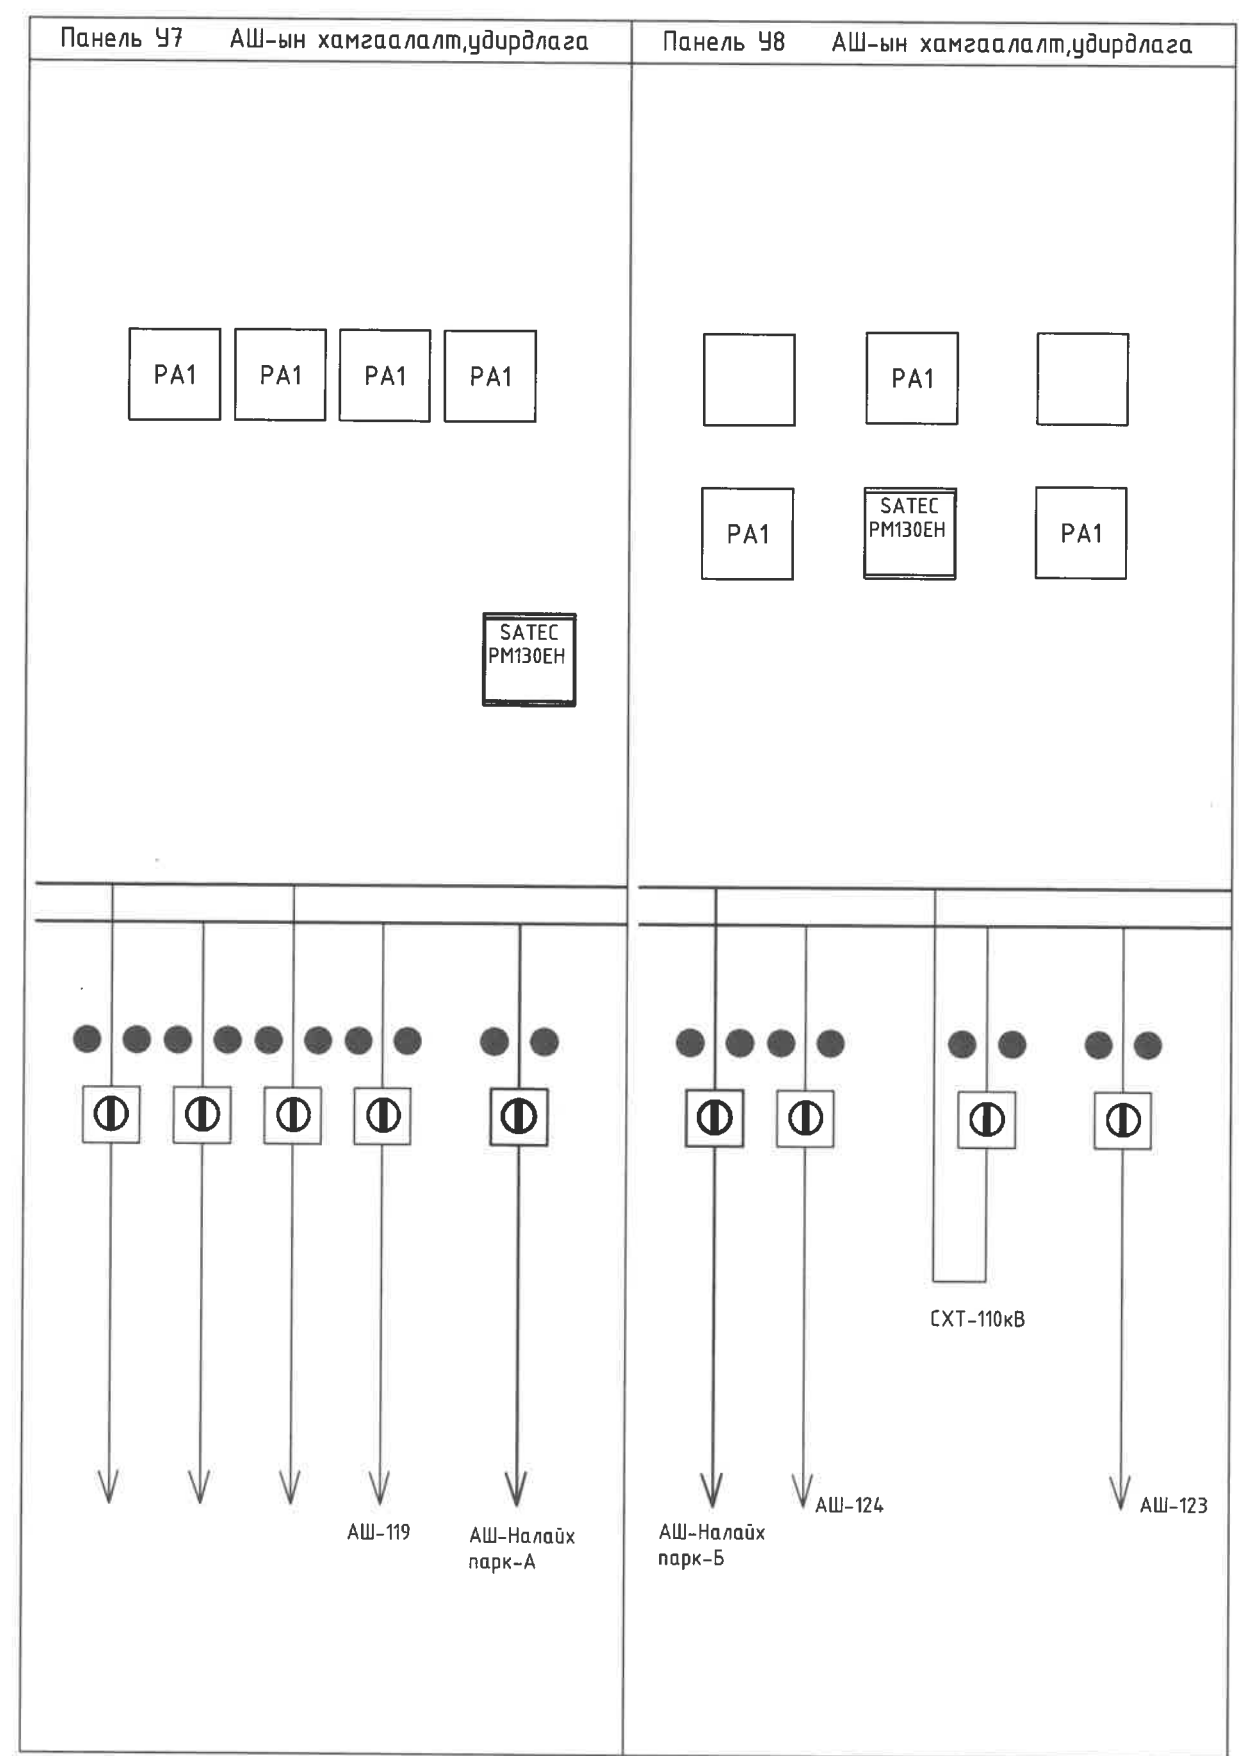 Панель У7 АШ-ын хамгаалалт,удирдлага
Панель У8 АШ-ын хамгаалалт,удирдлага
PA1
PA1
PA1
PA1
PA1
PA1
SATEC
PM130EH
PA1
SATEC
PM130EH
СХТ-110кВ
АШ-119
АШ-Налайх
парк-А
АШ-Налайх
парк-Б
АШ-124
АШ-123